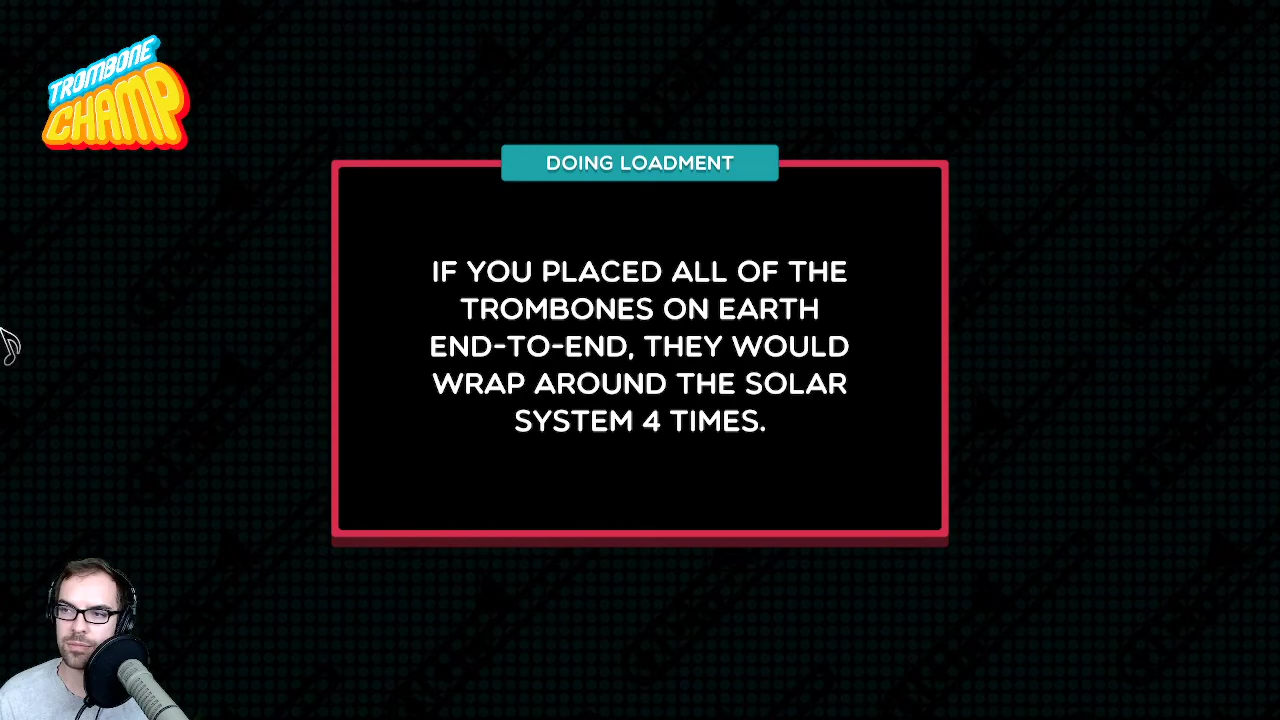 TROMBONE
CHAMP
DOING LOADMENT
IF YOU PLACED ALL OF THE
TROMBONES ON EARTH
END-TO-END, THEY WOULD
WRAP AROUND THE SOLAR
SYSTEM 4 TIMES.